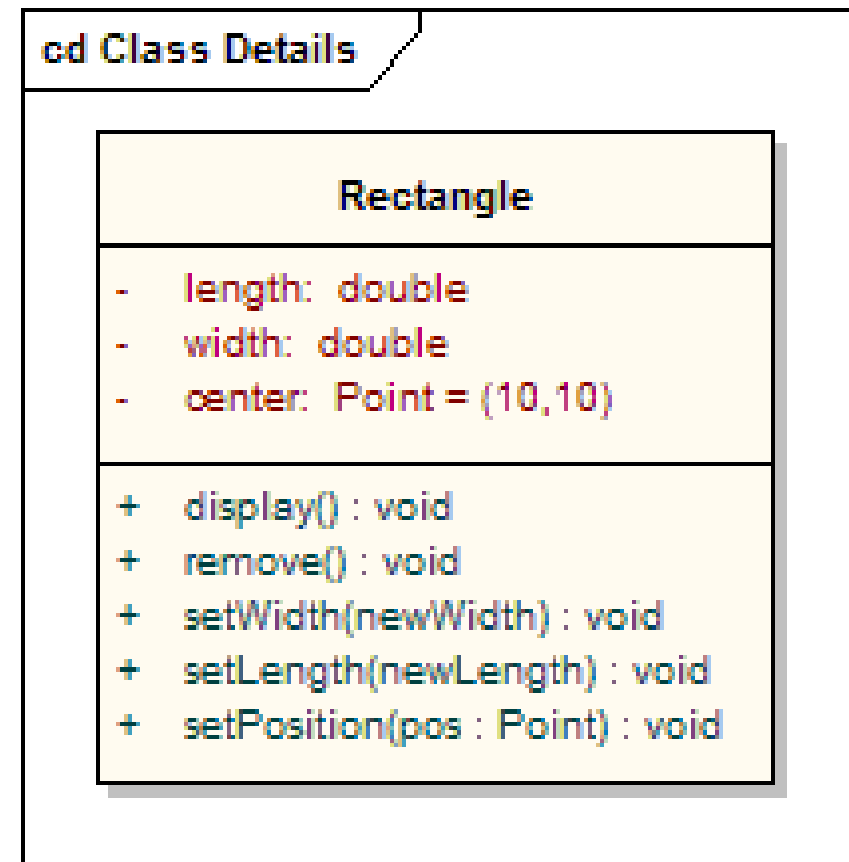 cd Class Details
Rectangle
- length: double
- width: double
- center: Point = (10,10)
+ display() : void
+ remove() : void
+ setWidth(newWidth) : void
+ setLength(newLength) : void
+ setPosition(pos : Point) : void